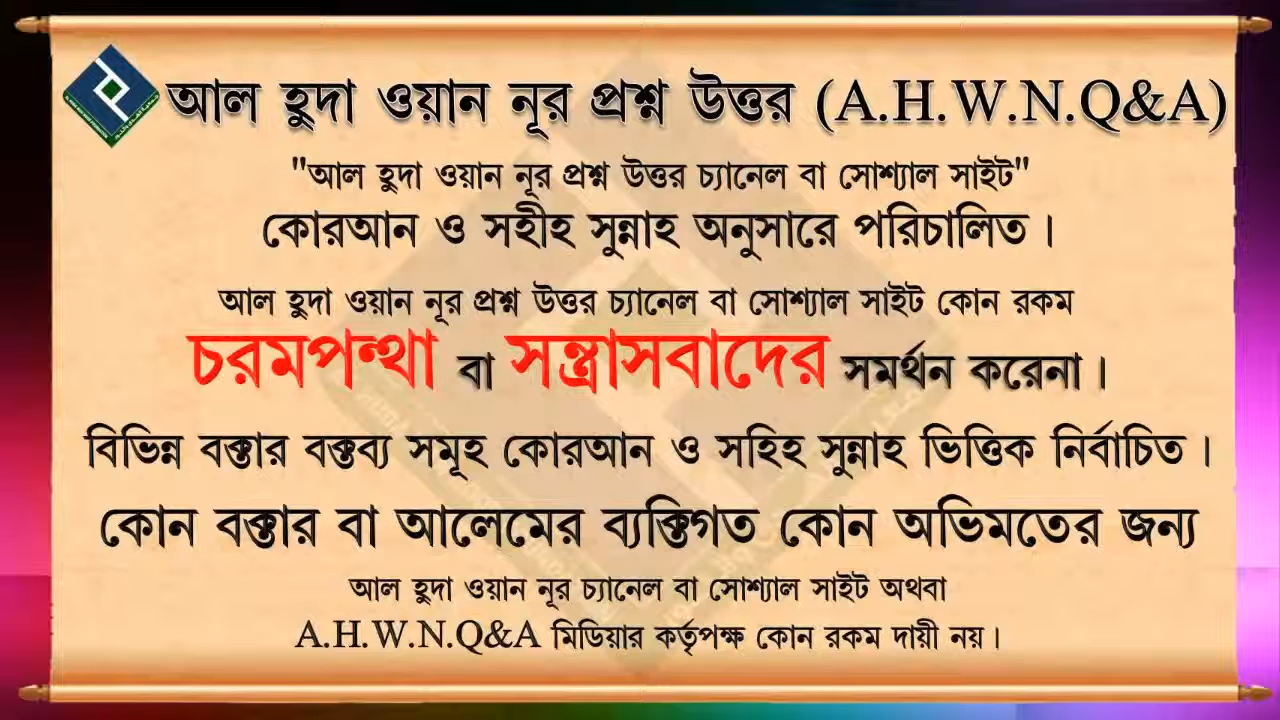 আল হুদা ওয়ান নূর প্রশ্ন উত্তর (A.H.W.N.Q&A)
"আল হুদা ওয়ান নূর প্রশ্ন উত্তর চ্যানেল বা সোশ্যাল সাইট"
কোরআন ও সহীহ সুন্নাহ অনুসারে পরিচালিত।
আল হুদা ওয়ান নূর প্রশ্ন উত্তর চ্যানেল বা সোশ্যাল সাইট কোন রকম
চরমপন্থা বা সন্ত্রাসবাদের সমর্থন করেনা।
বিভিন্ন বক্তার বক্তব্য সমূহ কোরআন ও সহিহ সুন্নাহ ভিত্তিক নির্বাচিত।
কোন বক্তার বা আলেমের ব্যক্তিগত কোন অভিমতের জন্য
আল হুদা ওয়ান নূর চ্যানেল বা সোশ্যাল সাইট অথবা
A.H.W.N.Q&A মিডিয়ার কর্তৃপক্ষ কোন রকম দায়ী নয়।